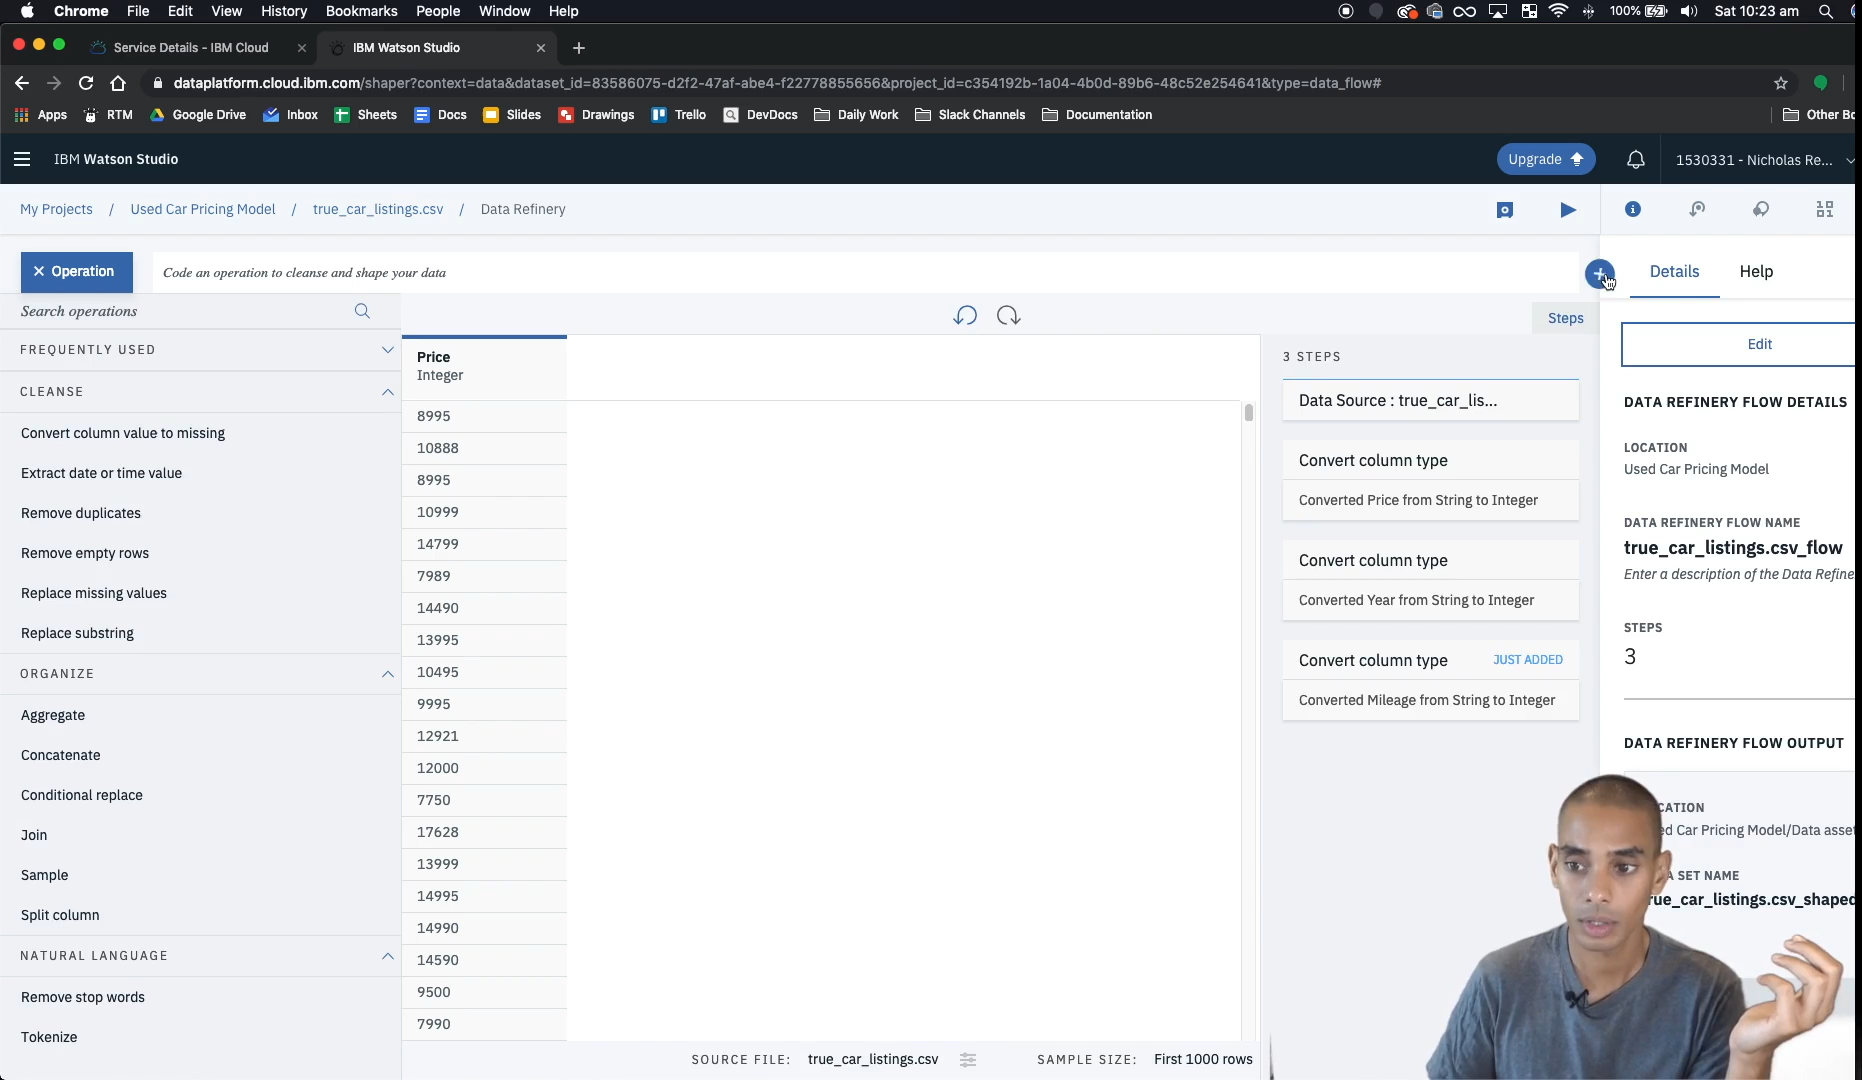 Chrome File Edit View History Bookmarks People Window Help 100% Sat 10:23 am
Service Details - IBM Cloud IBM Watson Studio
dataplatform.cloud.ibm.com/shaper?context=data&dataset_id=83586075-d2f2-47af-abe4-f22778855656&project_id=c354192b-1a04-4b0d-89b6-48c52e254641&type=data_flow#
Apps RTM Google Drive Inbox Sheets Docs Slides Drawings Trello DevDocs Daily Work Slack Channels Documentation Other Bo
IBM Watson Studio Upgrade 1530331 - Nicholas Re...
My Projects / Used Car Pricing Model / true_car_listings.csv / Data Refinery
Operation Code an operation to cleanse and shape your data
Search operations
FREQUENTLY USED
CLEANSE
Convert column value to missing
Extract date or time value
Remove duplicates
Remove empty rows
Replace missing values
Replace substring
ORGANIZE
Aggregate
Concatenate
Conditional replace
Join
Sample
Split column
NATURAL LANGUAGE
Remove stop words
Tokenize
Price
Integer
8995
10888
8995
10999
14799
7989
14490
13995
10495
9995
12921
12000
7750
17628
13999
14995
14990
14590
9500
7990
SOURCE FILE: true_car_listings.csv SAMPLE SIZE: First 1000 rows
Steps
3 STEPS
Data Source : true_car_lis...
Convert column type
Converted Price from String to Integer
Convert column type
Converted Year from String to Integer
Convert column type JUST ADDED
Converted Mileage from String to Integer
Details Help
Edit
DATA REFINERY FLOW DETAILS
LOCATION
Used Car Pricing Model
DATA REFINERY FLOW NAME
true_car_listings.csv_flow
Enter a description of the Data Refine
STEPS
3
DATA REFINERY FLOW OUTPUT
CATION
ed Car Pricing Model/Data asset
A SET NAME
rue_car_listings.csv_shaped